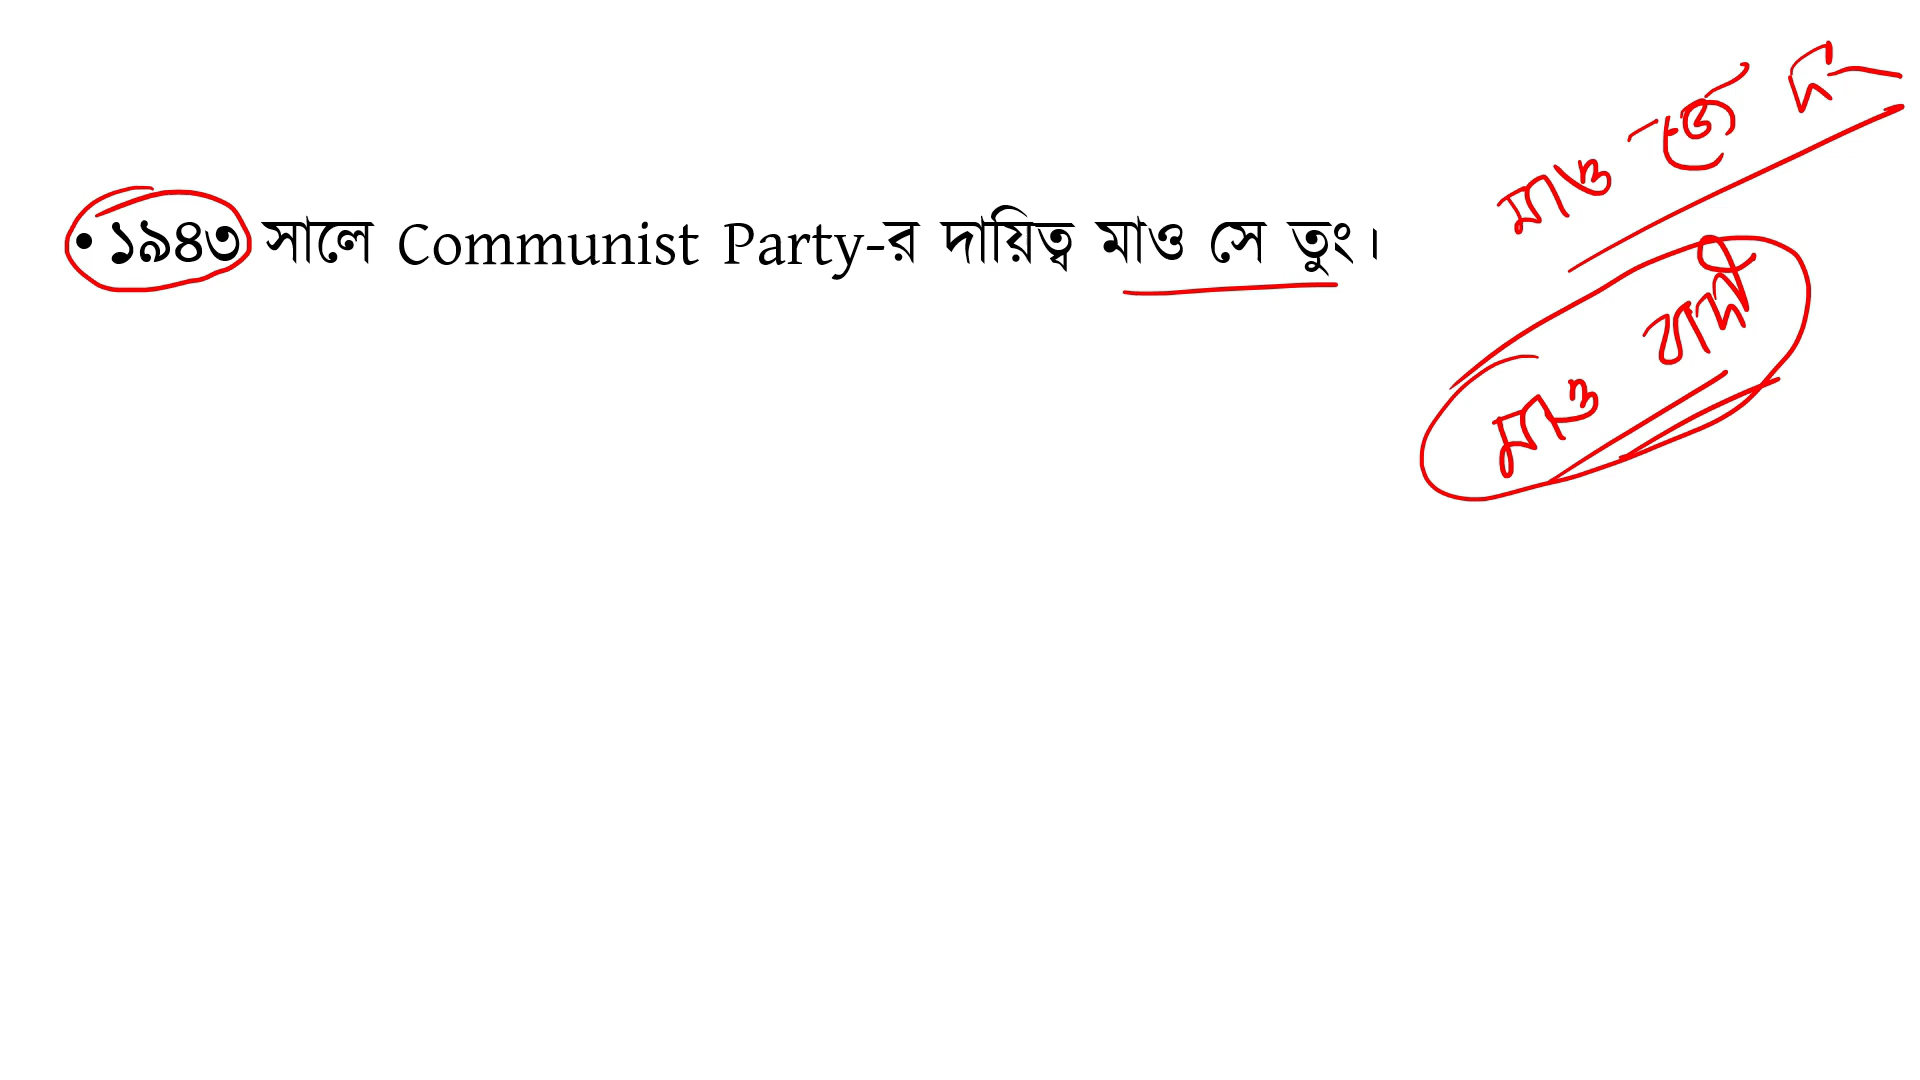 • ১৯৪৩ সালে Communist Party-র দায়িত্ব মাও সে তুং।
মাও
মাও বাদী